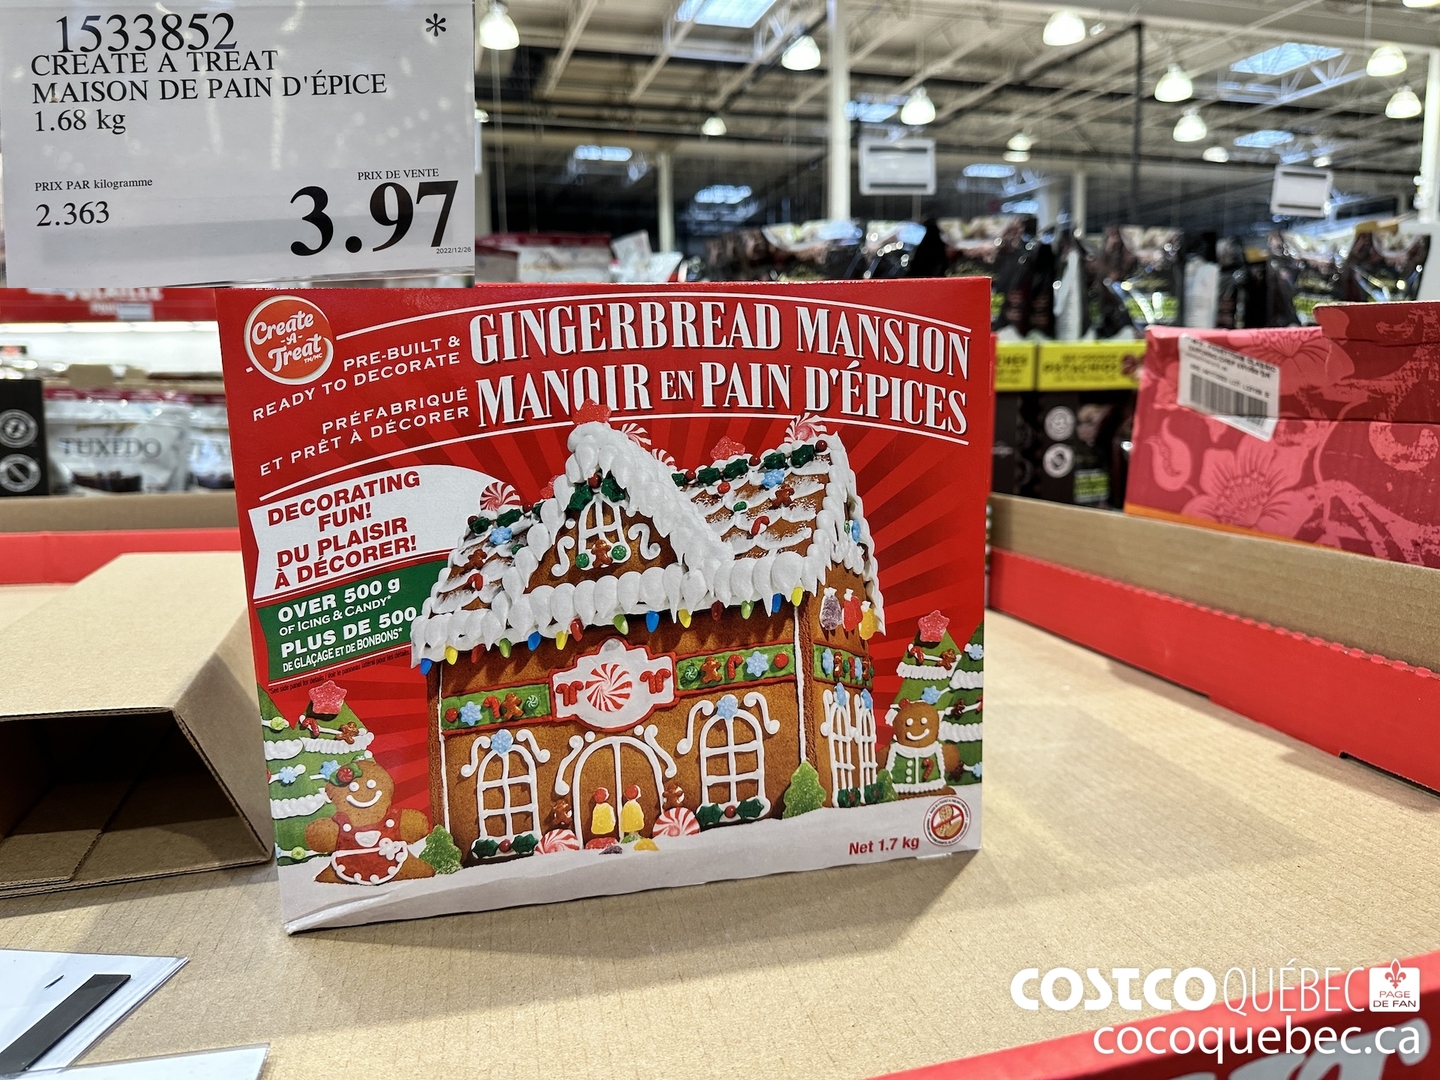 1533852
*
CREATE A TREAT
MAISON DE PAIN D'ÉPICE
1.68 kg
PRIX PAR kilogramme
2.363
PRIX DE VENTE
3.97
2022/12/26
Create
-A-
Treat
TM/MC
PRE-BUILT &
READY TO DECORATE
GINGERBREAD MANSION
PRÉFABRIQUÉ
ET PRÊT À DÉCORER
MANOIR EN PAIN D'ÉPICES
DECORATING
FUN!
DU PLAISIR
À DÉCORER!
OVER 500 g
OF ICING & CANDY*
PLUS DE 500
DE GLAÇAGE ET DE BONBONS*
Net 1.7 kg
TUXEDO
PISTACHIO
COSTCO QUÉBEC
PAGE
DE FAN
cocoquebec.ca